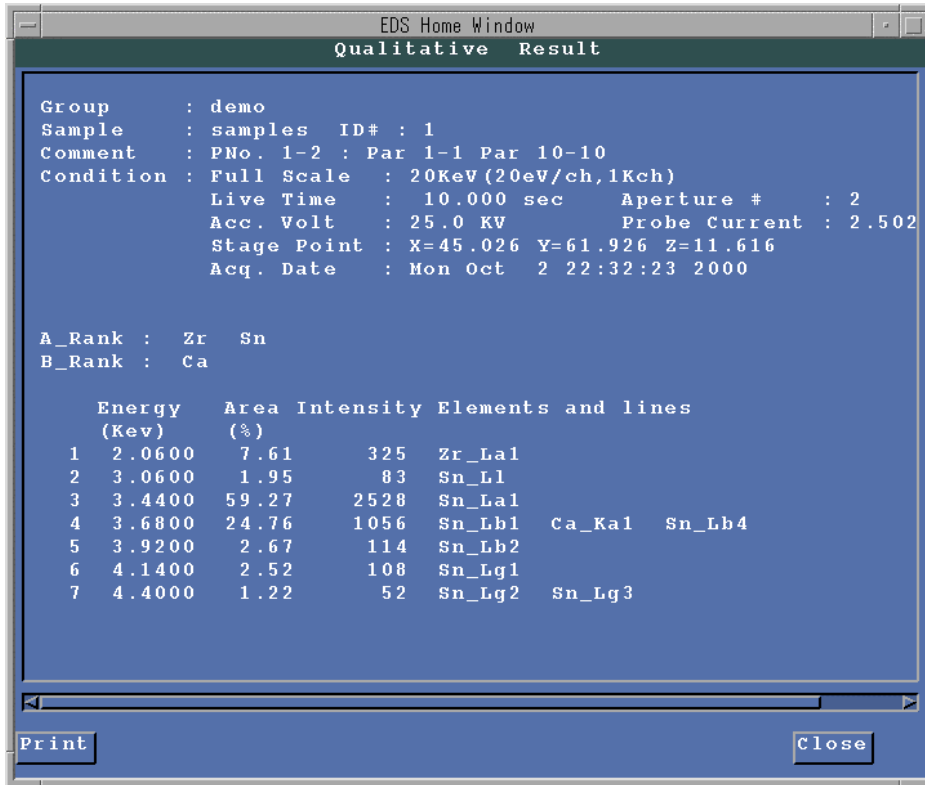 EDS Home Window
Qualitative Result
Group : demo
Sample : samples ID# : 1
Comment : PNo. 1-2 : Par 1-1 Par 10-10
Condition : Full Scale : 20KeV(20eV/ch,1Kch)
Live Time : 10.000 sec Aperture # : 2
Acc. Volt : 25.0 KV Probe Current : 2.502
Stage Point : X=45.026 Y=61.926 Z=11.616
Acq. Date : Mon Oct 2 22:32:23 2000
A_Rank : Zr Sn
B_Rank : Ca
Energy Area Intensity Elements and lines
(Kev) (%)
1 2.0600 7.61 325 Zr_La1
2 3.0600 1.95 83 Sn_Ll
3 3.4400 59.27 2528 Sn_La1
4 3.6800 24.76 1056 Sn_Lb1 Ca_Ka1 Sn_Lb4
5 3.9200 2.67 114 Sn_Lb2
6 4.1400 2.52 108 Sn_Lg1
7 4.4000 1.22 52 Sn_Lg2 Sn_Lg3
Print Close